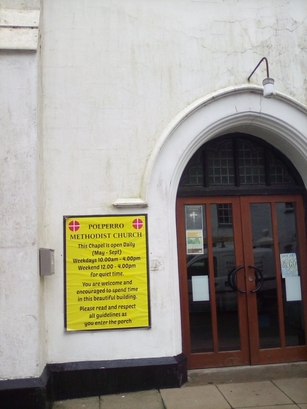 POLPERRO
METHODIST CHURCH
This Chapel is open Daily
(May - Sept)
Weekdays 10.00am - 4.00pm
Weekend 12.00 - 4.00pm
For quiet time.
You are welcome and
encouraged to spend time
in this beautiful building.
Please read and respect
all guidelines as
you enter the porch